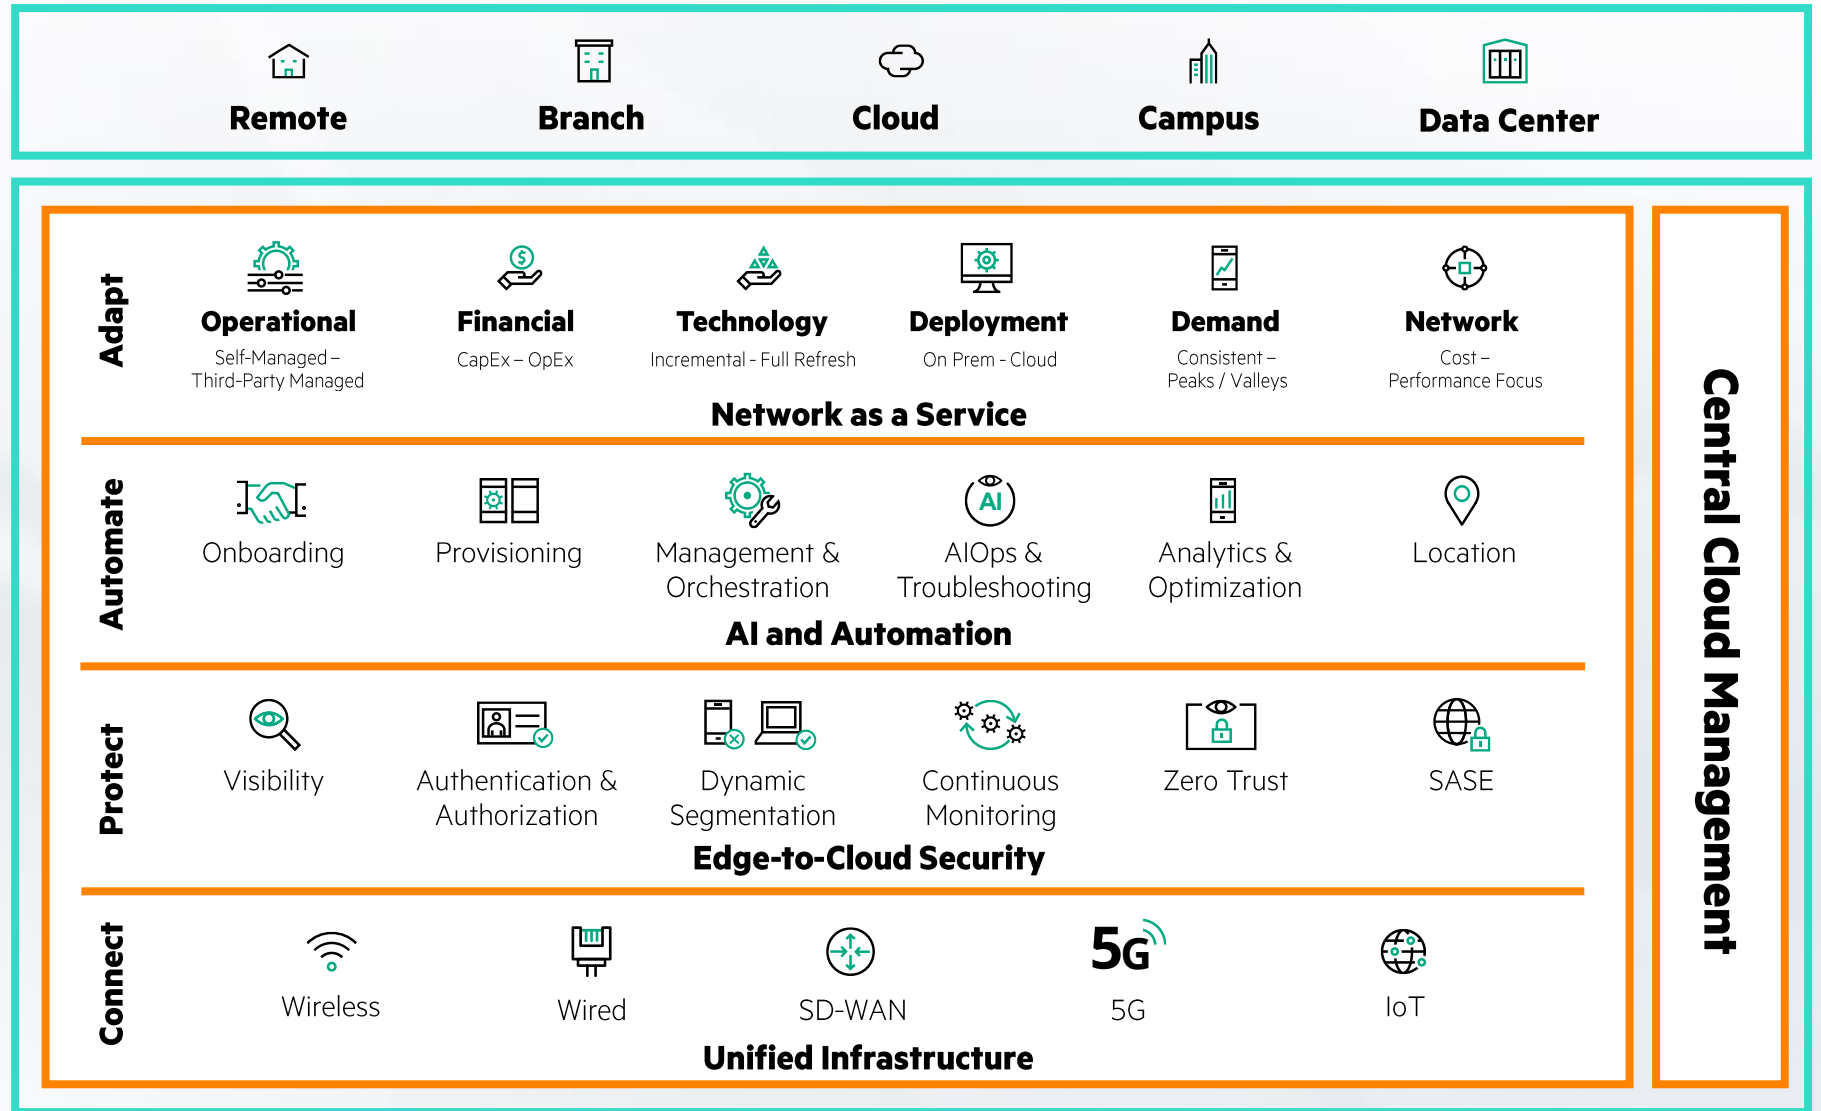 Remote
Branch
Cloud
Campus
Data Center
Adapt
Operational
Self-Managed –
Third-Party Managed
Financial
CapEx – OpEx
$
Technology
Incremental - Full Refresh
Deployment
On Prem - Cloud
Demand
Consistent –
Peaks / Valleys
Network
Cost –
Performance Focus
Network as a Service
Automate
Onboarding
Provisioning
Management &
Orchestration
AI
AIOps &
Troubleshooting
Analytics &
Optimization
Location
AI and Automation
Protect
Visibility
Authentication &
Authorization
Dynamic
Segmentation
Continuous
Monitoring
Zero Trust
SASE
Edge-to-Cloud Security
Connect
Wireless
Wired
SD-WAN
5G
5G
IoT
Unified Infrastructure
Central Cloud Management